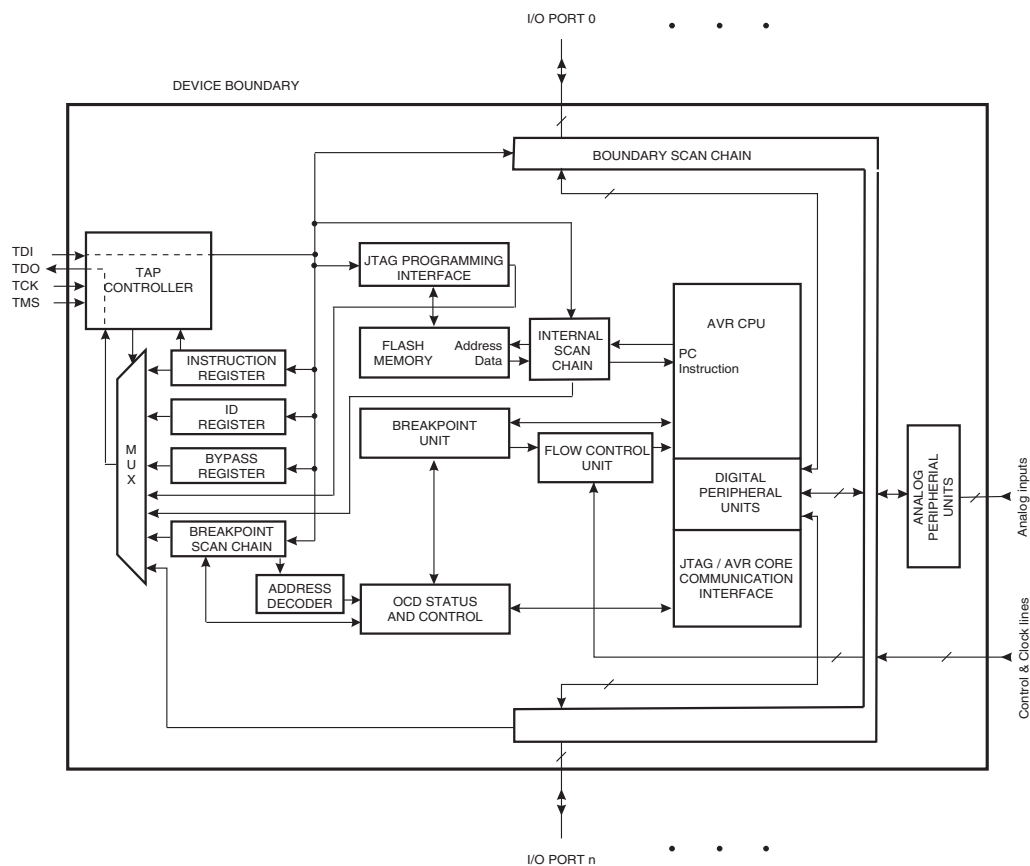 I/O PORT 0
DEVICE BOUNDARY
BOUNDARY SCAN CHAIN
TDI
TDO
TCK
TMS
TAP
CONTROLLER
JTAG PROGRAMMING
INTERFACE
AVR CPU
FLASH
MEMORY
Address
Data
INTERNAL
SCAN
CHAIN
PC
Instruction
INSTRUCTION
REGISTER
ID
REGISTER
BREAKPOINT
UNIT
FLOW CONTROL
UNIT
M
U
X
BYPASS
REGISTER
DIGITAL
PERIPHERAL
UNITS
ANALOG
PERIPHERIAL
UNITS
Analog inputs
BREAKPOINT
SCAN CHAIN
JTAG / AVR CORE
COMMUNICATION
INTERFACE
ADDRESS
DECODER
OCD STATUS
AND CONTROL
Control & Clock lines
I/O PORT n